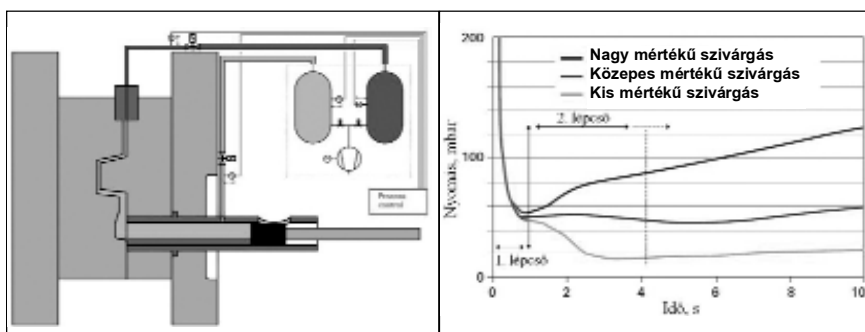 Process
control
200
100
0
Nyomás, mbar
Nagy mértékű szivárgás
Közepes mértékű szivárgás
Kis mértékű szivárgás
2. lépcső
1. lépcső
0
2
4
6
8
10
Idő, s